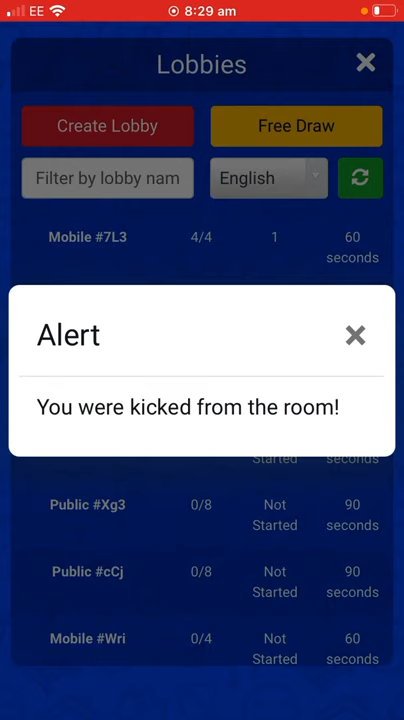 EE 8:29 am
Lobbies
Create Lobby Free Draw
Filter by lobby nam English
Mobile #7L3 4/4 1 60
seconds
Alert
You were kicked from the room!
Started seconds
Public #Xg3 0/8 Not 90
Started seconds
Public #cCj 0/8 Not 90
Started seconds
Mobile #Wri 0/4 Not 60
Started seconds